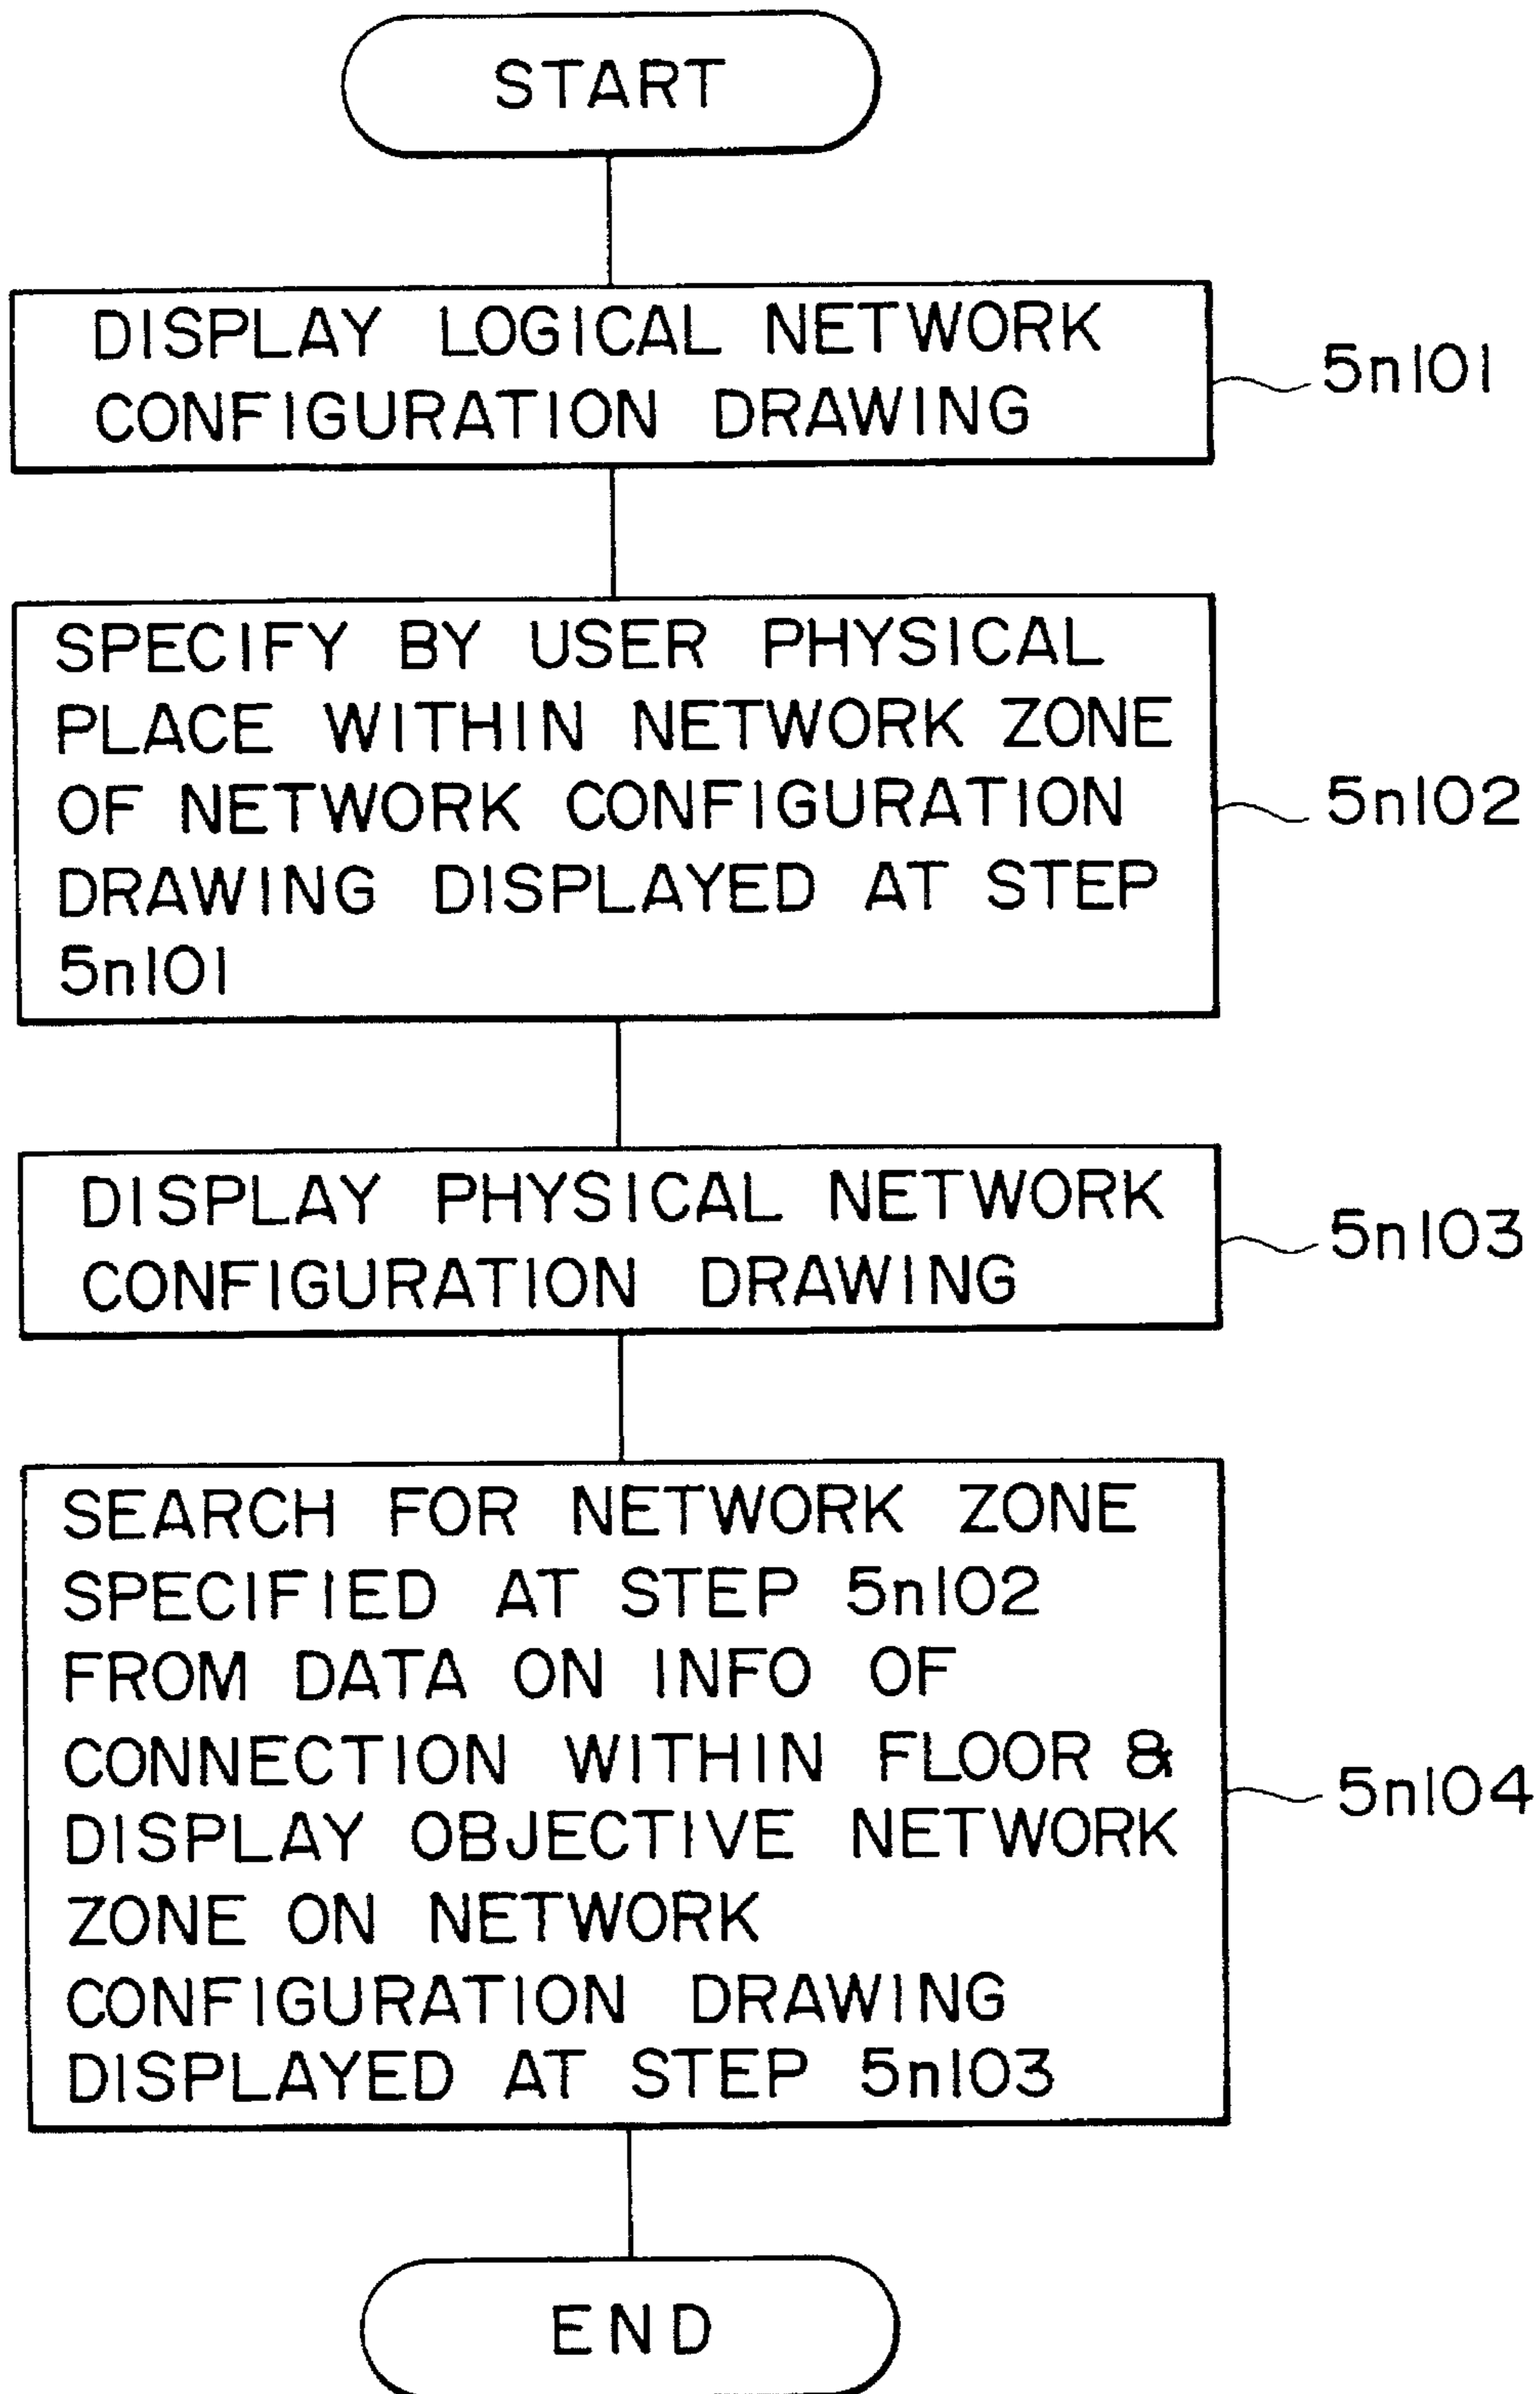 START
DISPLAY LOGICAL NETWORK
CONFIGURATION DRAWING
5n101
SPECIFY BY USER PHYSICAL
PLACE WITHIN NETWORK ZONE
OF NETWORK CONFIGURATION
DRAWING DISPLAYED AT STEP
5n101
5n102
DISPLAY PHYSICAL NETWORK
CONFIGURATION DRAWING
5n103
SEARCH FOR NETWORK ZONE
SPECIFIED AT STEP 5n102
FROM DATA ON INFO OF
CONNECTION WITHIN FLOOR &
DISPLAY OBJECTIVE NETWORK
ZONE ON NETWORK
CONFIGURATION DRAWING
DISPLAYED AT STEP 5n103
5n104
END